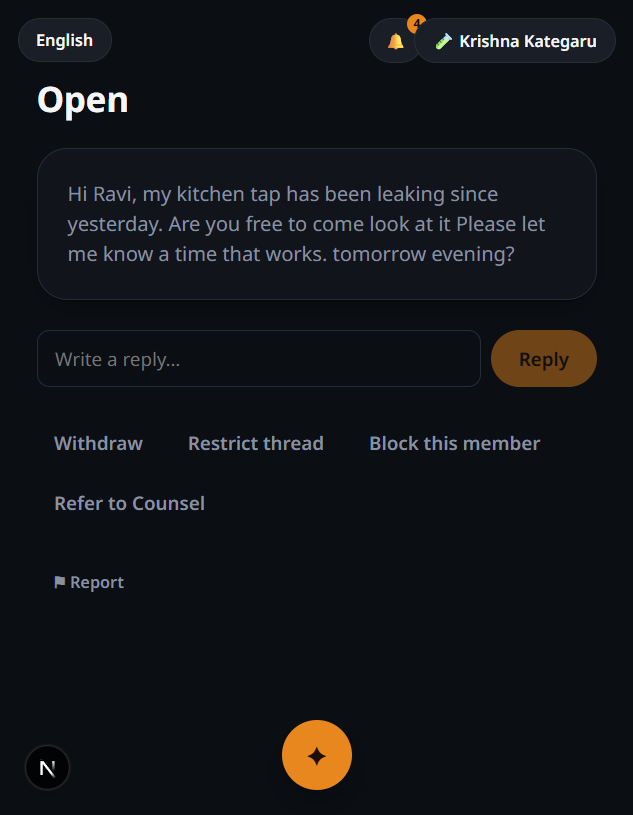 English
4
Krishna Kategaru
Open
Hi Ravi, my kitchen tap has been leaking since
yesterday. Are you free to come look at it Please let
me know a time that works. tomorrow evening?
Write a reply...
Reply
Withdraw
Restrict thread
Block this member
Refer to Counsel
Report
N